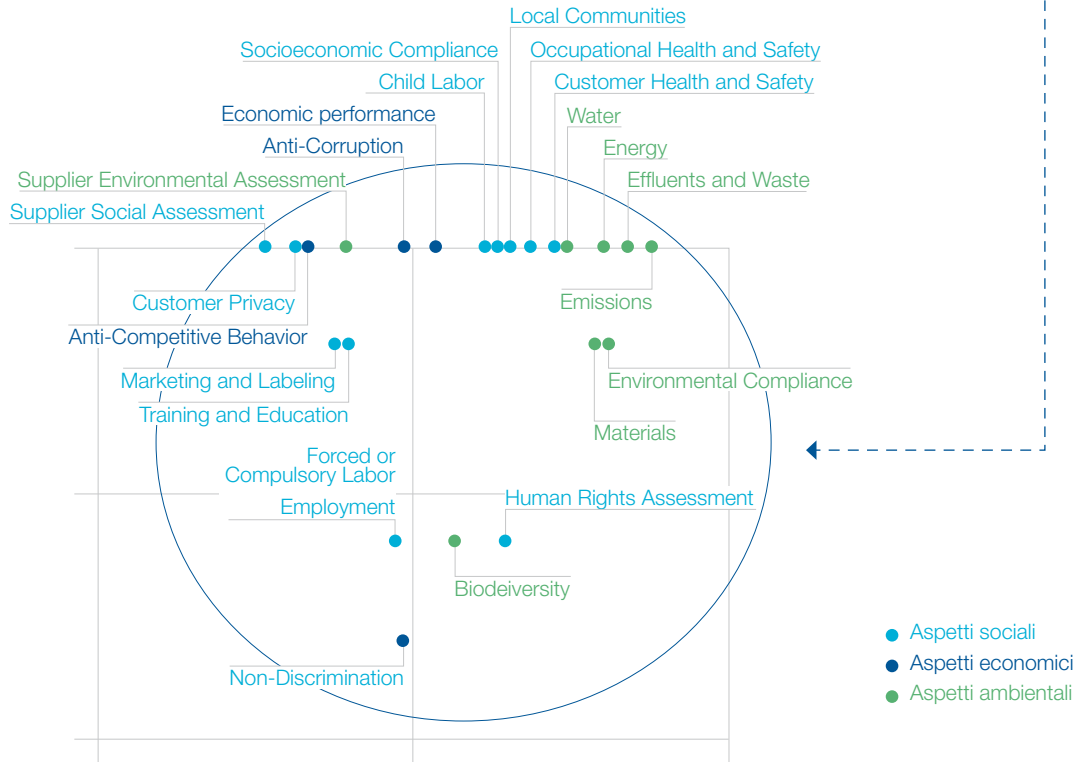 Local Communities
Socioeconomic Compliance
Occupational Health and Safety
Child Labor
Customer Health and Safety
Economic performance
Water
Anti-Corruption
Energy
Supplier Environmental Assessment
Effluents and Waste
Supplier Social Assessment
Customer Privacy
Emissions
Anti-Competitive Behavior
Marketing and Labeling
Environmental Compliance
Training and Education
Materials
Forced or
Compulsory Labor
Employment
Human Rights Assessment
Biodeiversity
Non-Discrimination
Aspetti sociali
Aspetti economici
Aspetti ambientali